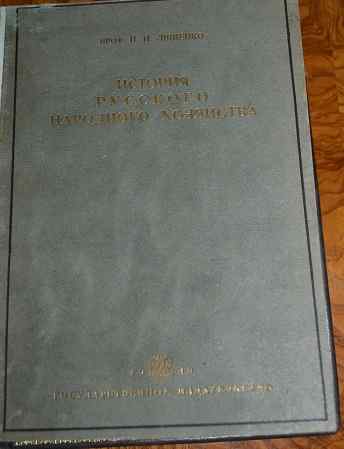 ПРОФ. П. И. ЛЯЩЕНКО
ИСТОРИЯ
РУССКОГО
НАРОДНОГО ХОЗЯЙСТВА
ГОСУДАРСТВЕННОЕ ИЗДАТЕЛЬСТВО